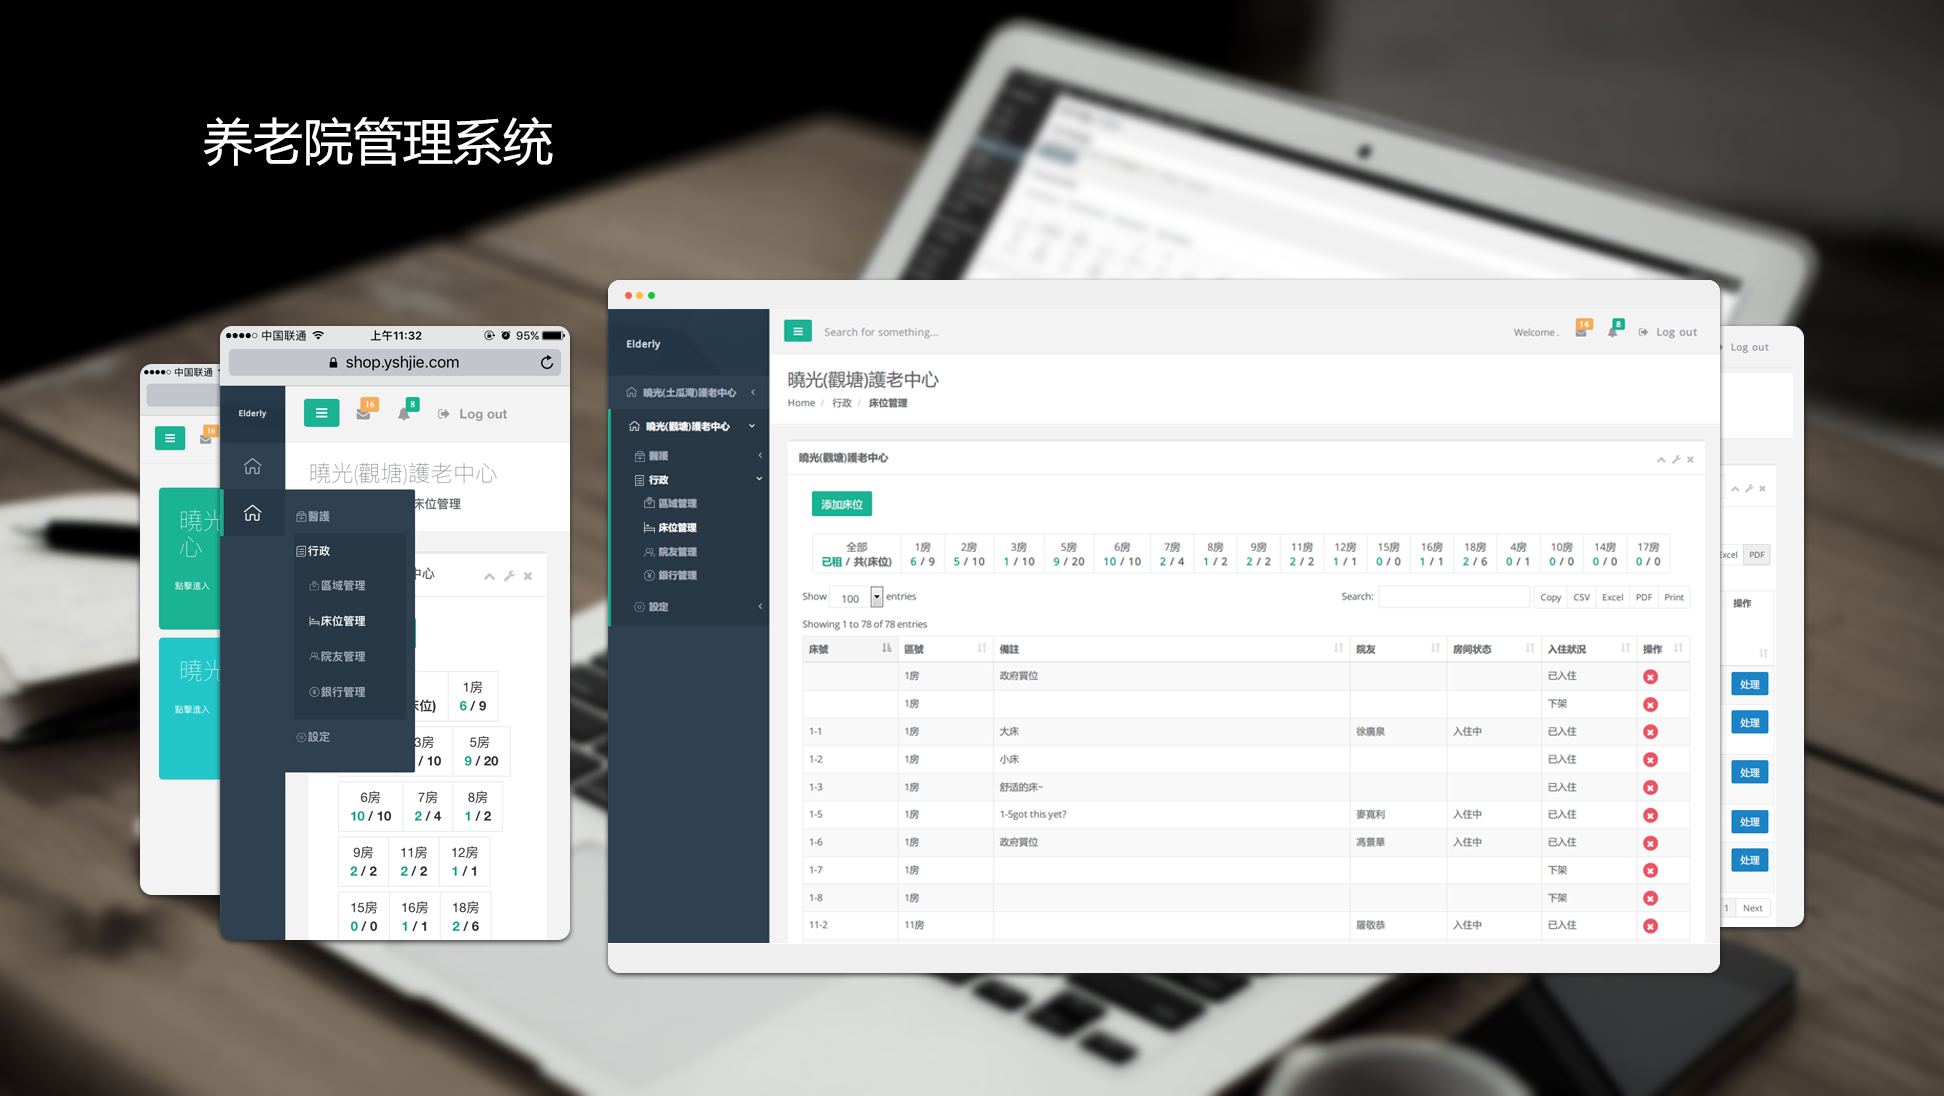 养老院管理系统
中国联通
16
曉光
心
點擊進入
曉光
點擊進入
中国联通 上午11:32 95%
shop.yshjie.com
Elderly
16 8 Log out
曉光(觀塘)護老中心
床位管理
醫護
行政
區域管理
床位管理
院友管理
銀行管理
設定
中心
床位)
1房
6 / 9
3房 5房
/ 10 9 / 20
6房 7房 8房
10 / 10 2 / 4 1 / 2
9房 11房 12房
2 / 2 2 / 2 1 / 1
15房 16房 18房
0 / 0 1 / 1 2 / 6
Elderly
曉光(土瓜灣)護老中心
曉光(觀塘)護老中心
醫護
行政
區域管理
床位管理
院友管理
銀行管理
設定
Search for something...
Welcome . 16 8 Log out
曉光(觀塘)護老中心
Home / 行政 / 床位管理
曉光(觀塘)護老中心
添加床位
全部 1房 2房 3房 5房 6房 7房 8房 9房 11房 12房 15房 16房 18房 4房 10房 14房 17房
已租 / 共(床位) 6 / 9 5 / 10 1 / 10 9 / 20 10 / 10 2 / 4 1 / 2 2 / 2 2 / 2 1 / 1 0 / 0 1 / 1 2 / 6 0 / 1 0 / 0 0 / 0 0 / 0
Show 100 entries Search: Copy CSV Excel PDF Print
Showing 1 to 78 of 78 entries
床號 區號 備註 院友 房间状态 入住狀況 操作
1房 政府買位 已入住
1房 下架
1-1 1房 大床 徐廣泉 入住中 已入住
1-2 1房 小床 已入住
1-3 1房 舒适的床~ 已入住
1-5 1房 1-5got this yet? 麥寬利 入住中 已入住
1-6 1房 政府買位 馮景華 入住中 已入住
1-7 1房 下架
1-8 1房 下架
11-2 11房 羅敬恭 入住中 已入住
Log out
xcel PDF
操作
处理
处理
处理
处理
处理
1 Next